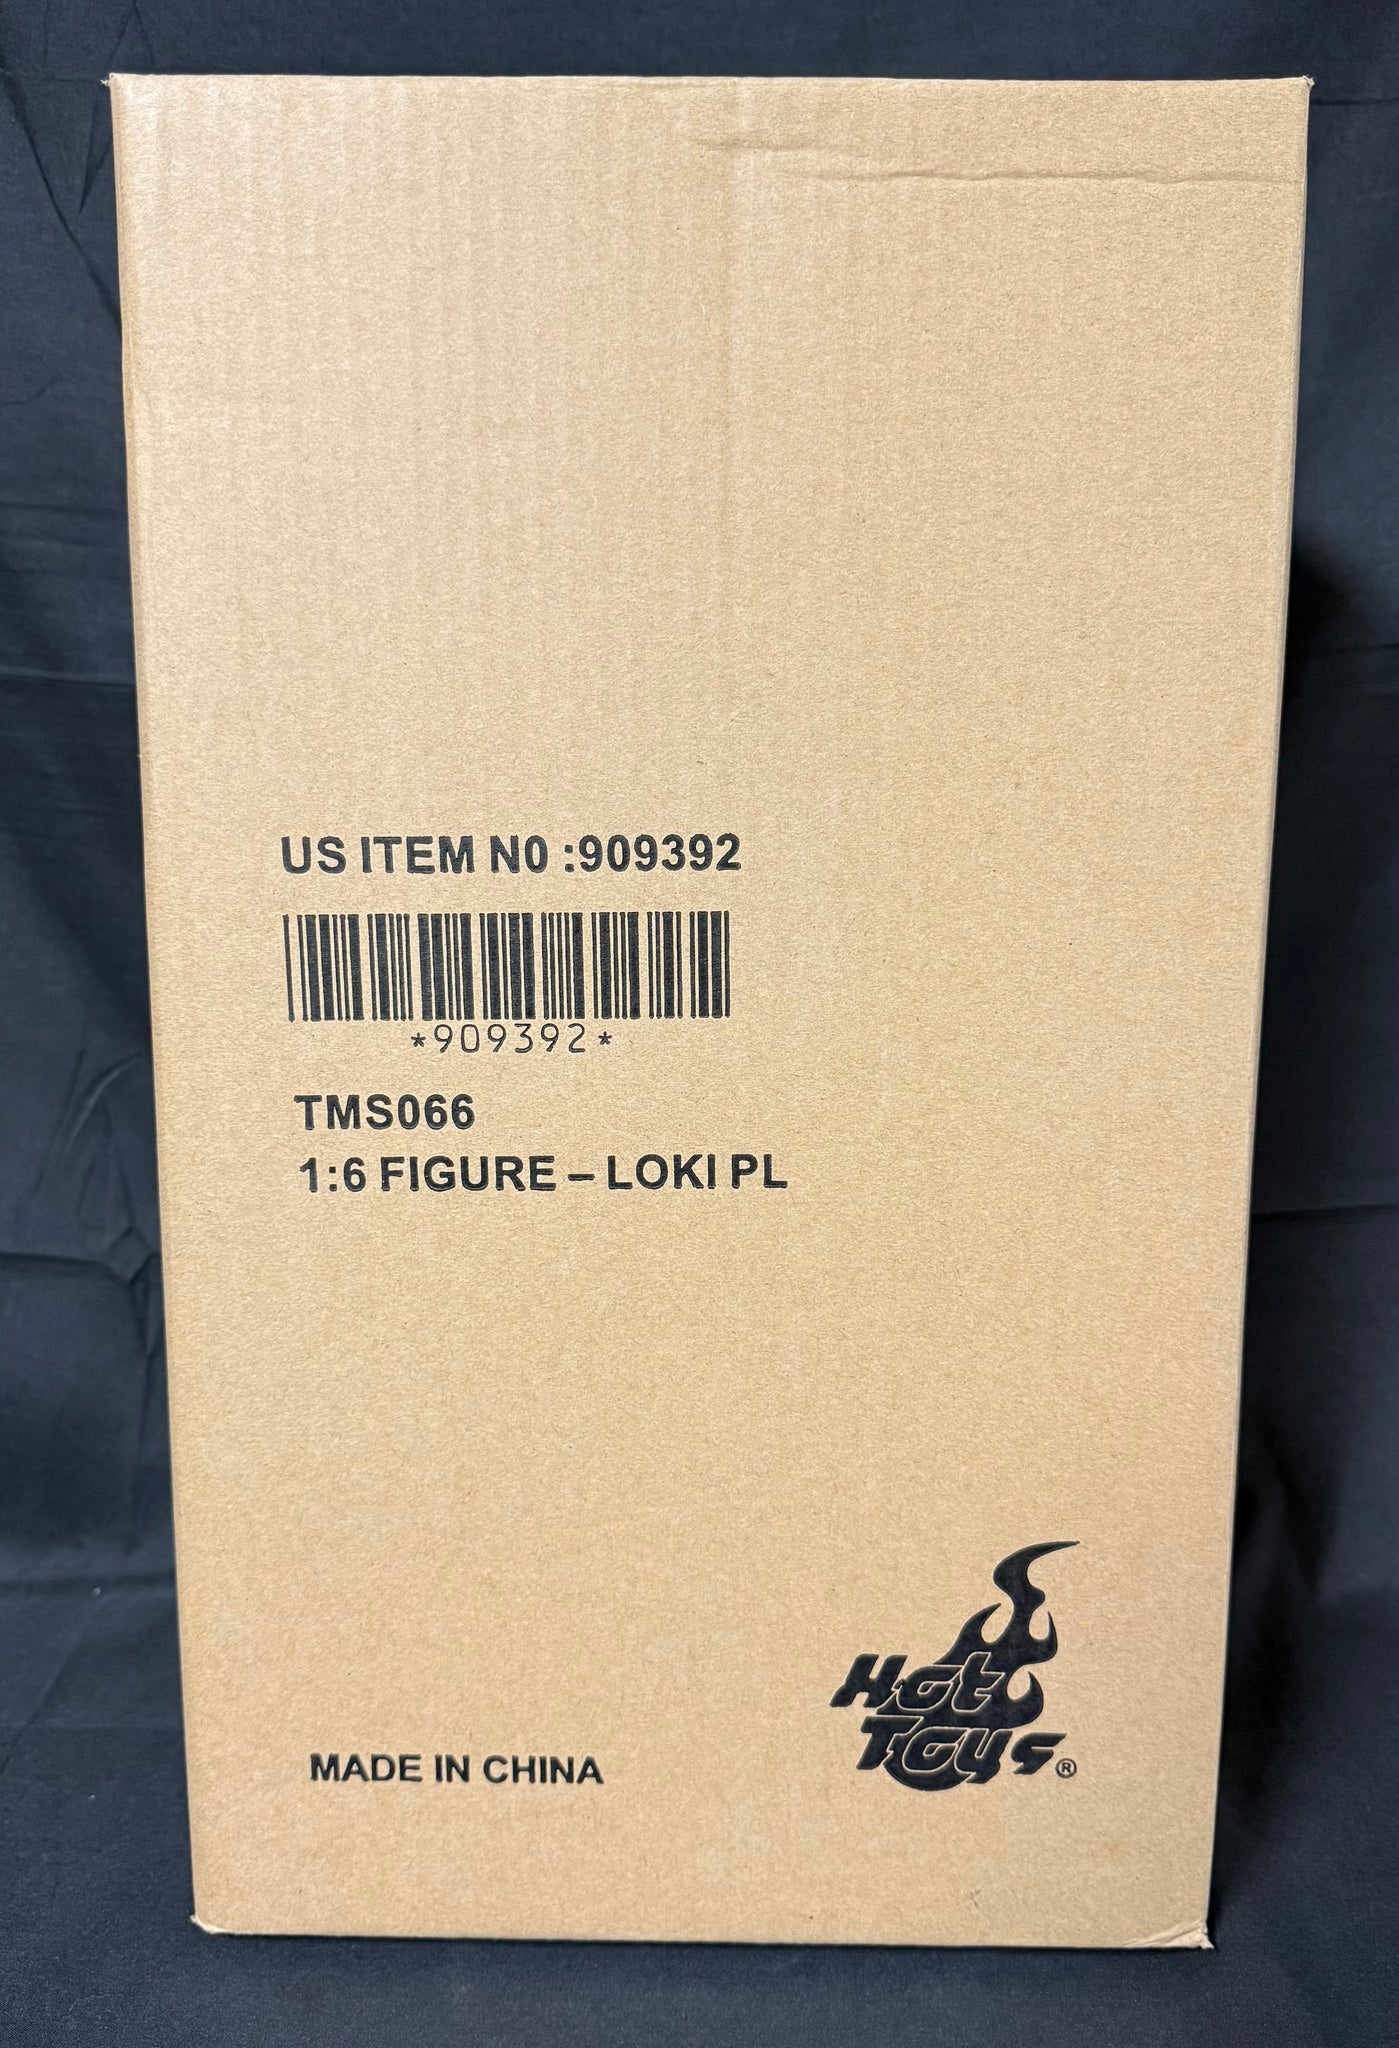 US ITEM N0 :909392
*909392*
TMS066
1:6 FIGURE – LOKI PL
Hot
Toys®
MADE IN CHINA